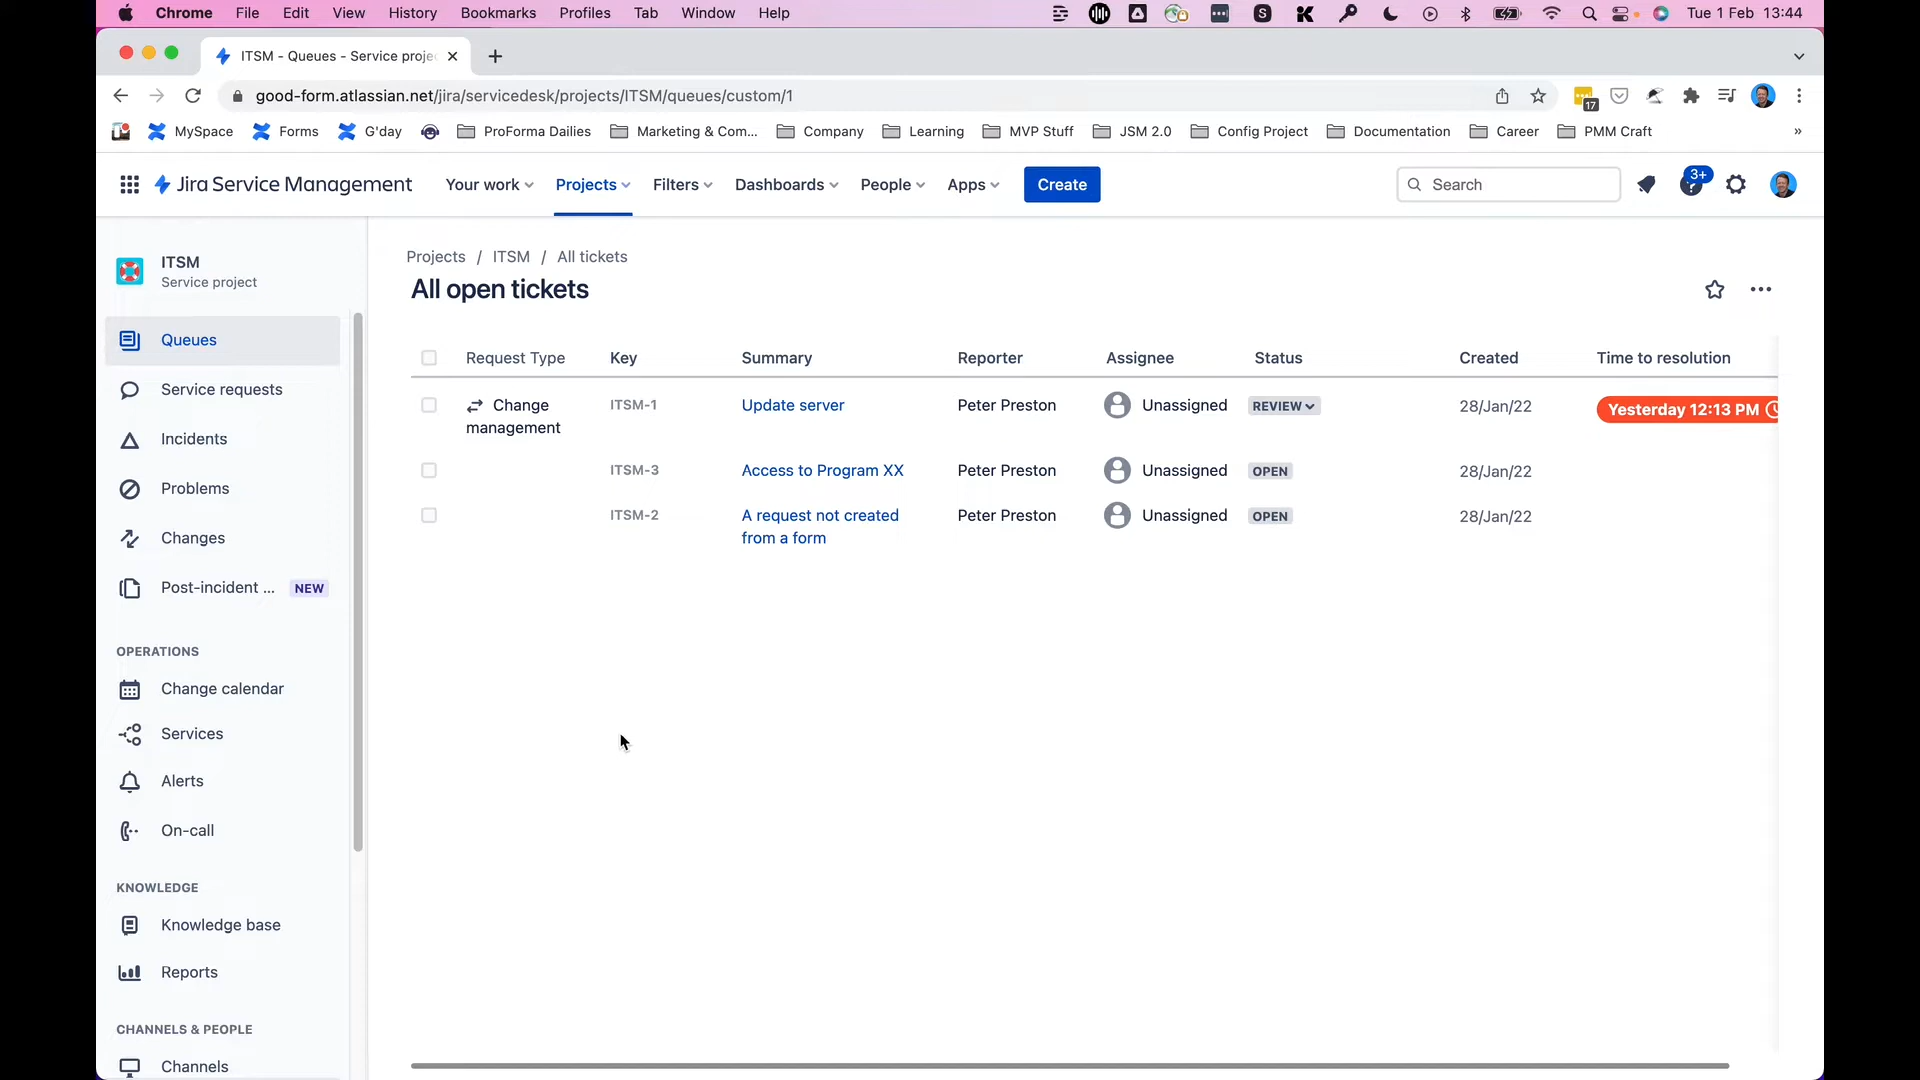 Chrome File Edit View History Bookmarks Profiles Tab Window Help Tue 1 Feb 13:44
ITSM - Queues - Service proje
good-form.atlassian.net/jira/servicedesk/projects/ITSM/queues/custom/1 17
MySpace Forms G'day ProForma Dailies Marketing & Com... Company Learning MVP Stuff JSM 2.0 Config Project Documentation Career PMM Craft »
Jira Service Management Your work Projects Filters Dashboards People Apps Create Search 3+
ITSM
Service project
Queues
Service requests
Incidents
Problems
Changes
Post-incident ... NEW
OPERATIONS
Change calendar
Services
Alerts
On-call
KNOWLEDGE
Knowledge base
Reports
CHANNELS & PEOPLE
Channels
Projects / ITSM / All tickets
All open tickets
Request Type Key Summary Reporter Assignee Status Created Time to resolution
Change management ITSM-1 Update server Peter Preston Unassigned REVIEW 28/Jan/22 Yesterday 12:13 PM
ITSM-3 Access to Program XX Peter Preston Unassigned OPEN 28/Jan/22
ITSM-2 A request not created from a form Peter Preston Unassigned OPEN 28/Jan/22